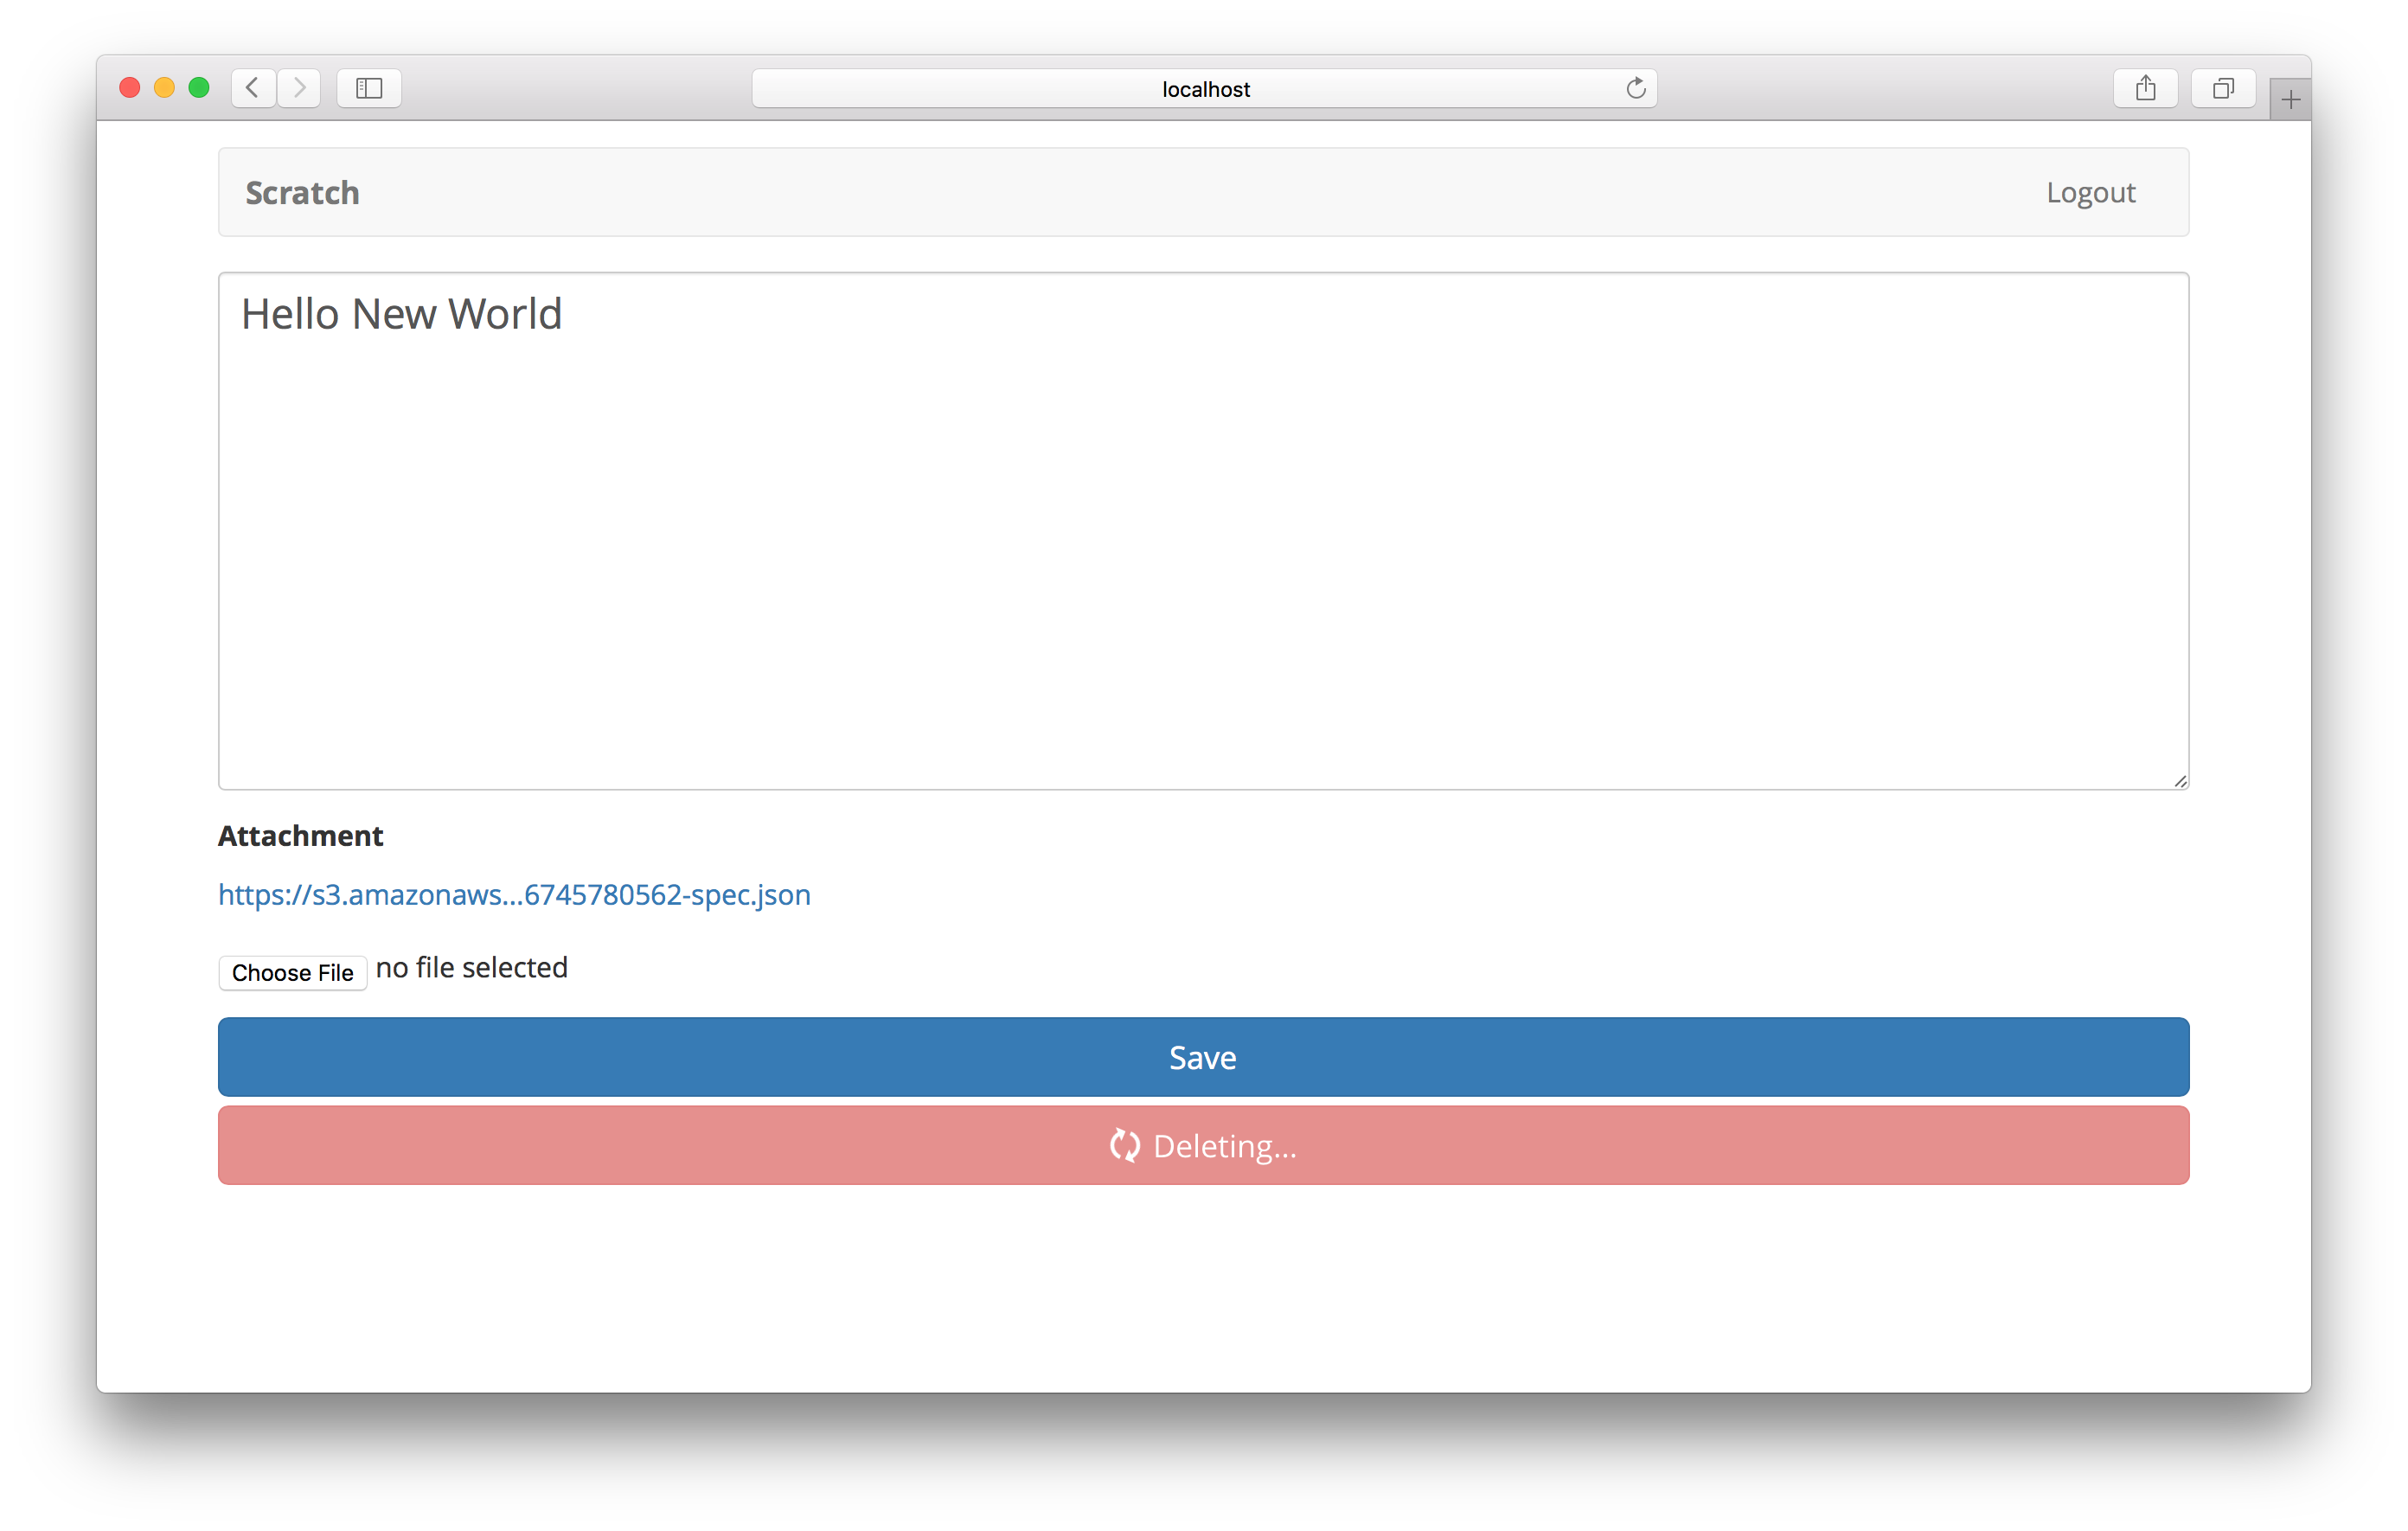 localhost
Scratch
Logout
Hello New World
Attachment
https://s3.amazonaws...6745780562-spec.json
Choose File no file selected
Save
Deleting...